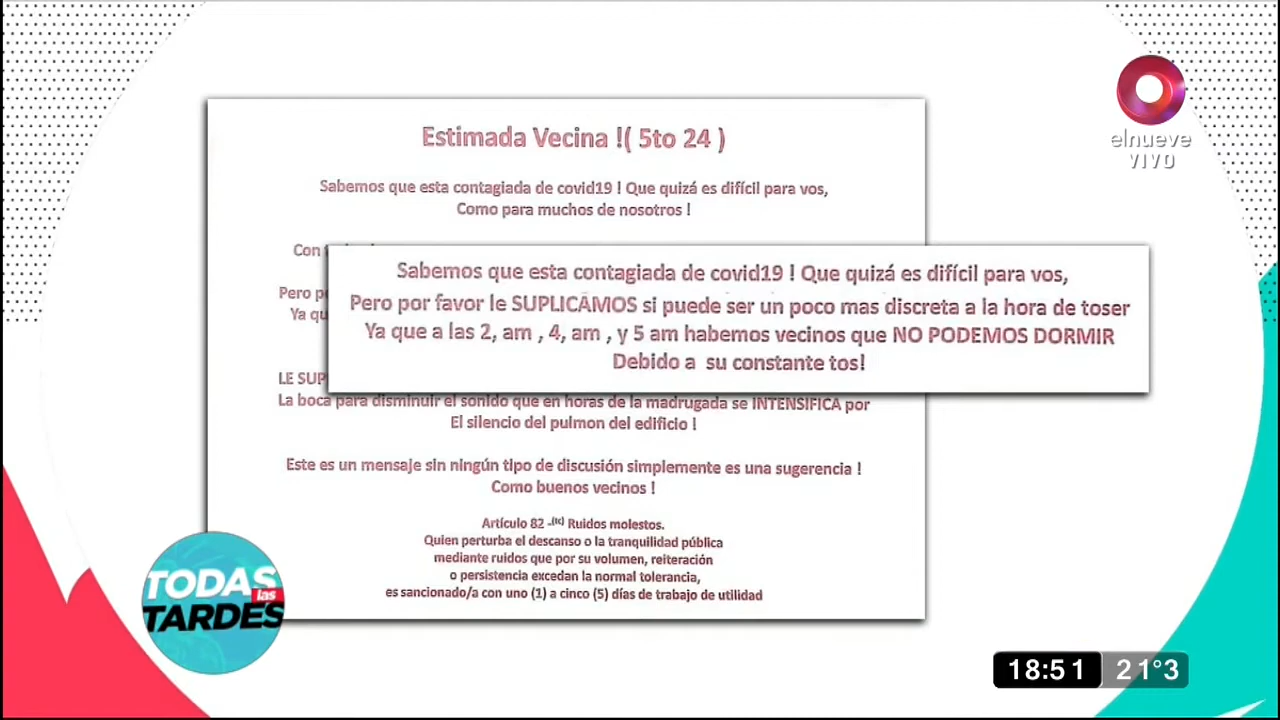 elnueve
VIVO
Estimada Vecina !( 5to 24 )
Sabemos que esta contagiada de covid19 ! Que quizá es difícil para vos,
Como para muchos de nosotros !
Con
Sabemos que esta contagiada de covid19 ! Que quizá es difícil para vos,
Pero por favor le SUPLICAMOS si puede ser un poco mas discreta a la hora de toser
Ya que a las 2, am , 4, am , y 5 am habemos vecinos que NO PODEMOS DORMIR
Debido a su constante tos!
Pero
Ya qu
LE SUP
La boca para disminuir el sonido que en horas de la madrugada se INTENSIFICA por
El silencio del pulmon del edificio !
Este es un mensaje sin ningún tipo de discusión simplemente es una sugerencia !
Como buenos vecinos !
Artículo 82 -(tc) Ruidos molestos.
Quien perturba el descanso o la tranquilidad pública
mediante ruidos que por su volumen, reiteración
o persistencia excedan la normal tolerancia,
es sancionado/a con uno (1) a cinco (5) días de trabajo de utilidad
TODAS
las
TARDES
18:51 21°3